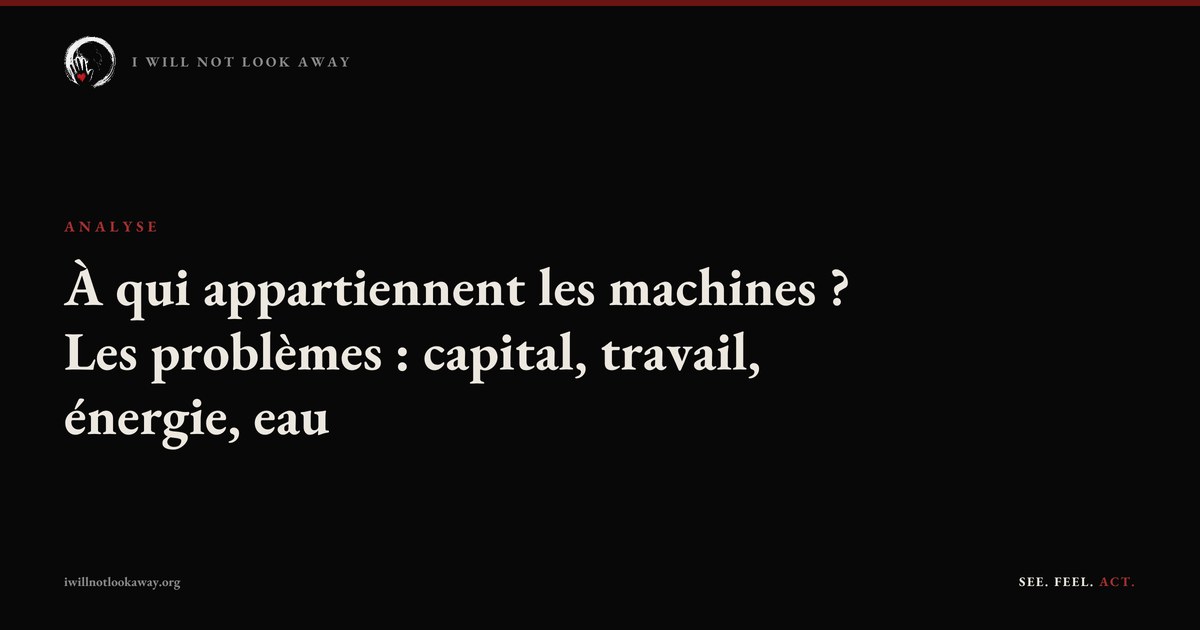 I WILL NOT LOOK AWAY
ANALYSE
À qui appartiennent les machines ?
Les problèmes : capital, travail,
énergie, eau
iwillnotlookaway.org
SEE. FEEL. ACT.